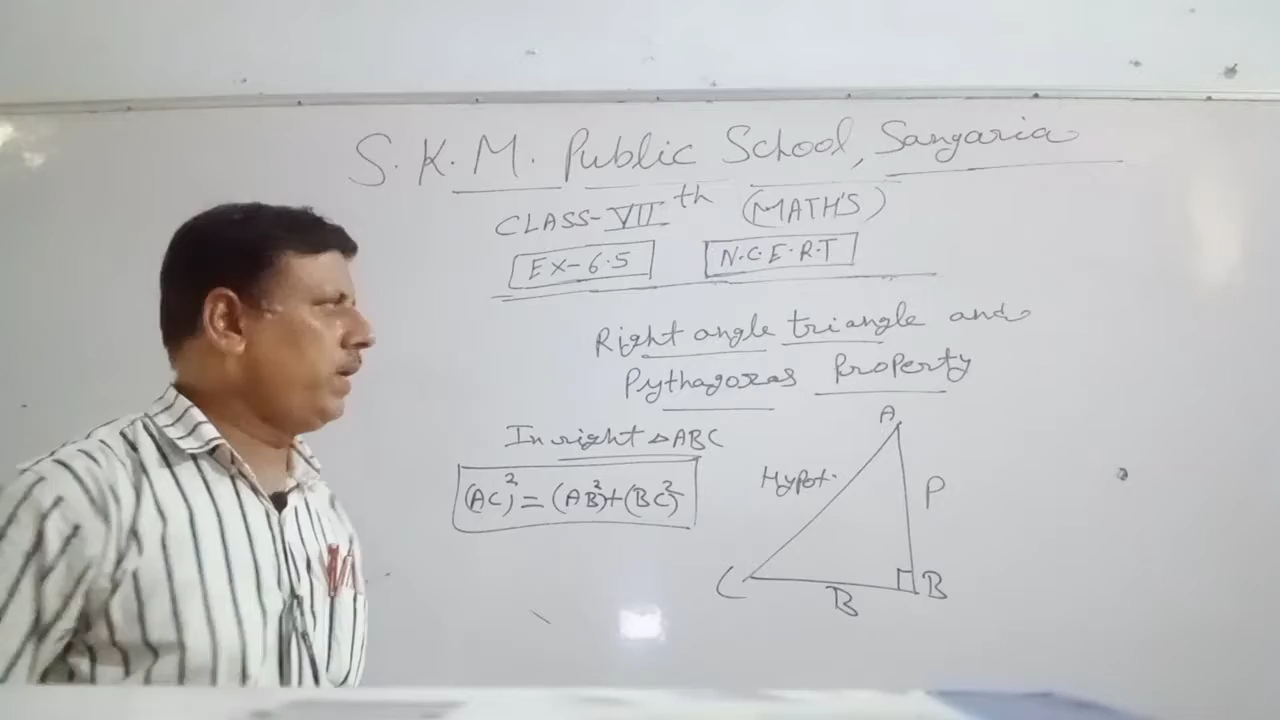 S.K.M. Public School, Sangaria
CLASS-VIIth (MATH'S)
EX-6.5 N.C.E.R.T
Right angle triangle and
Pythagoras Property
In right △ABC
(AC)² = (AB)²+(BC)²
A
Hypot.
P
C
B
B